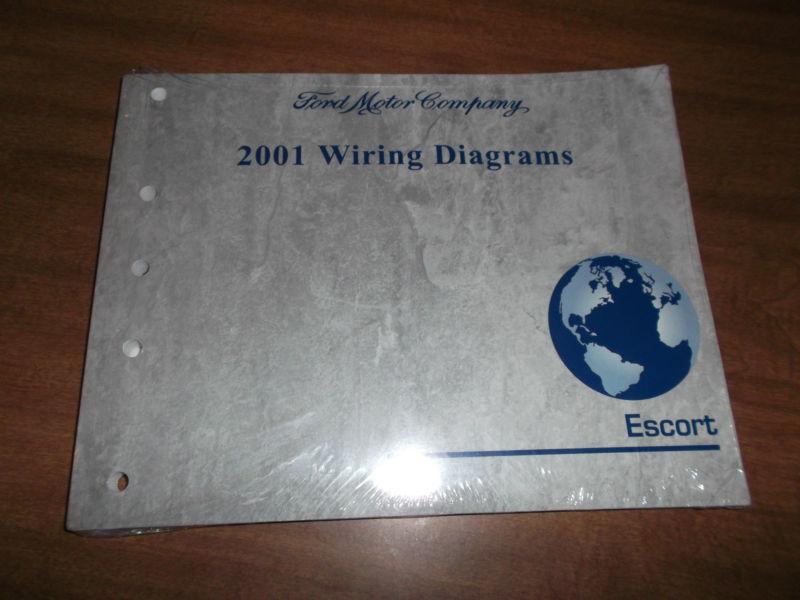 Ford Motor Company
2001 Wiring Diagrams
Escort